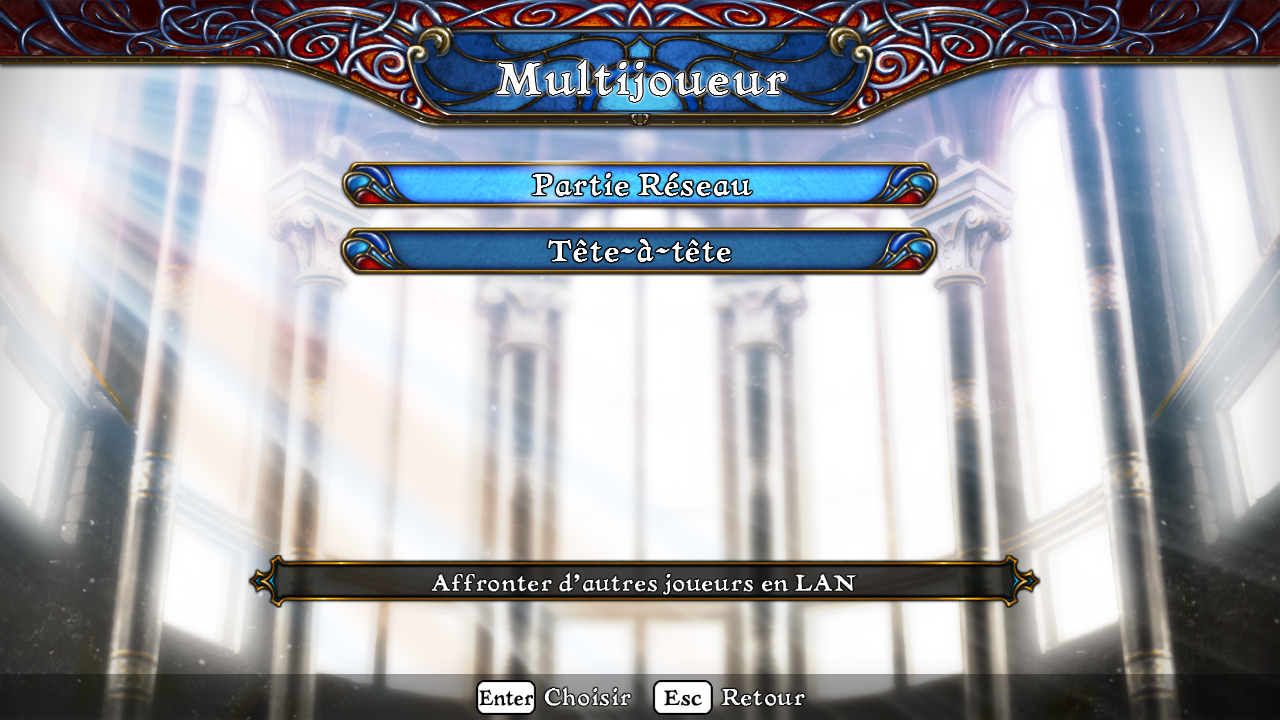 Multijoueur
Partie Réseau
Tête-à-tête
Affronter d'autres joueurs en LAN
Enter Choisir Esc Retour